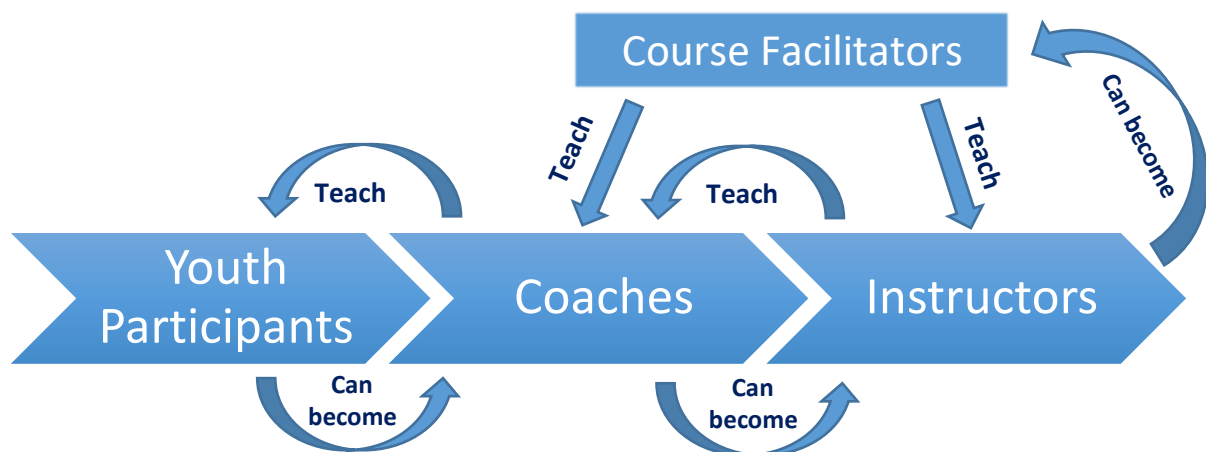 Course Facilitators
Teach
Teach
Can become
Teach
Teach
Youth
Participants
Coaches
Instructors
Can
become
Can
become